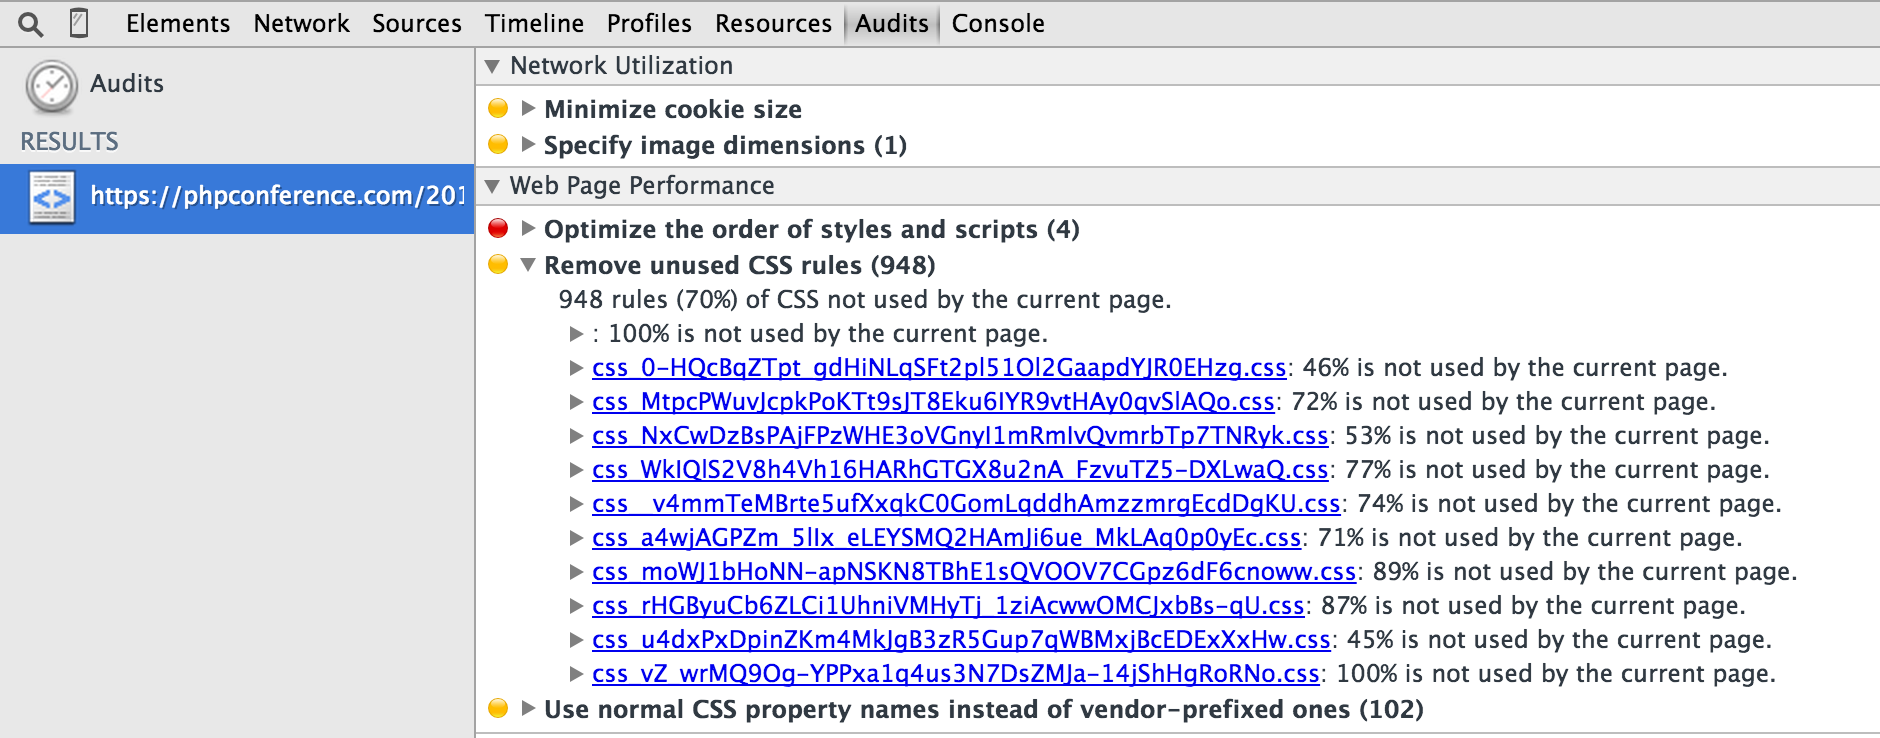 Elements Network Sources Timeline Profiles Resources Audits Console
Audits
RESULTS
https://phpconference.com/201
Network Utilization
Minimize cookie size
Specify image dimensions (1)
Web Page Performance
Optimize the order of styles and scripts (4)
Remove unused CSS rules (948)
948 rules (70%) of CSS not used by the current page.
: 100% is not used by the current page.
css_0-HQcBqZTpt_gdHiNLqSFt2pl51Ol2GaapdYJR0EHzg.css: 46% is not used by the current page.
css_MtpcPWuvJcpkPoKTt9sJT8Eku6IYR9vtHAy0qvSlAQo.css: 72% is not used by the current page.
css_NxCwDzBsPAjFPzWHE3oVGnyI1mRmIvQvmrbTp7TNRyk.css: 53% is not used by the current page.
css_WkIQlS2V8h4Vh16HARhGTGX8u2nA_FzvuTZ5-DXLwaQ.css: 77% is not used by the current page.
css__v4mmTeMBrte5ufXxqkC0GomLqddhAmzzmrgEcdDgKU.css: 74% is not used by the current page.
css_a4wjAGPZm_5lIx_eLEYSMQ2HAmJi6ue_MkLAq0p0yEc.css: 71% is not used by the current page.
css_moWJ1bHoNN-apNSKN8TBhE1sQVOOV7CGpz6dF6cnoww.css: 89% is not used by the current page.
css_rHGByuCb6ZLCi1UhniVMHyTj_1ziAcwwOMCJxbBs-qU.css: 87% is not used by the current page.
css_u4dxPxDpinZKm4MkJgB3zR5Gup7qWBMxjBcEDExXxHw.css: 45% is not used by the current page.
css_vZ_wrMQ9Og-YPPxa1q4us3N7DsZMJa-14jShHgRoRNo.css: 100% is not used by the current page.
Use normal CSS property names instead of vendor-prefixed ones (102)